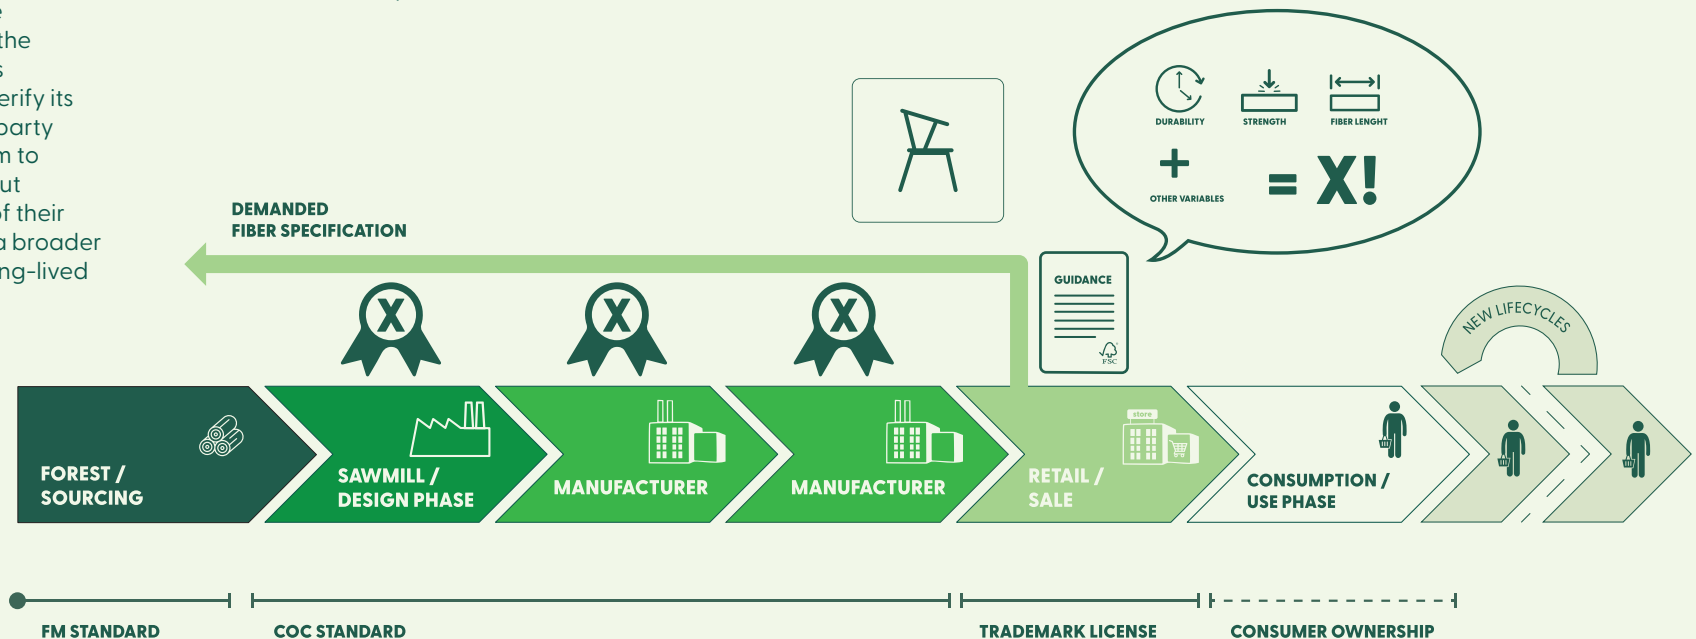 the
s
erify its
party
m to
ut
of their
a broader
ng-lived
DEMANDED
FIBER SPECIFICATION
DURABILITY
STRENGTH
FIBER LENGHT
+
OTHER VARIABLES
= X!
GUIDANCE
FSC
X
X
X
NEW LIFECYCLES
FOREST /
SOURCING
SAWMILL /
DESIGN PHASE
MANUFACTURER
MANUFACTURER
store
RETAIL /
SALE
CONSUMPTION /
USE PHASE
FM STANDARD
COC STANDARD
TRADEMARK LICENSE
CONSUMER OWNERSHIP